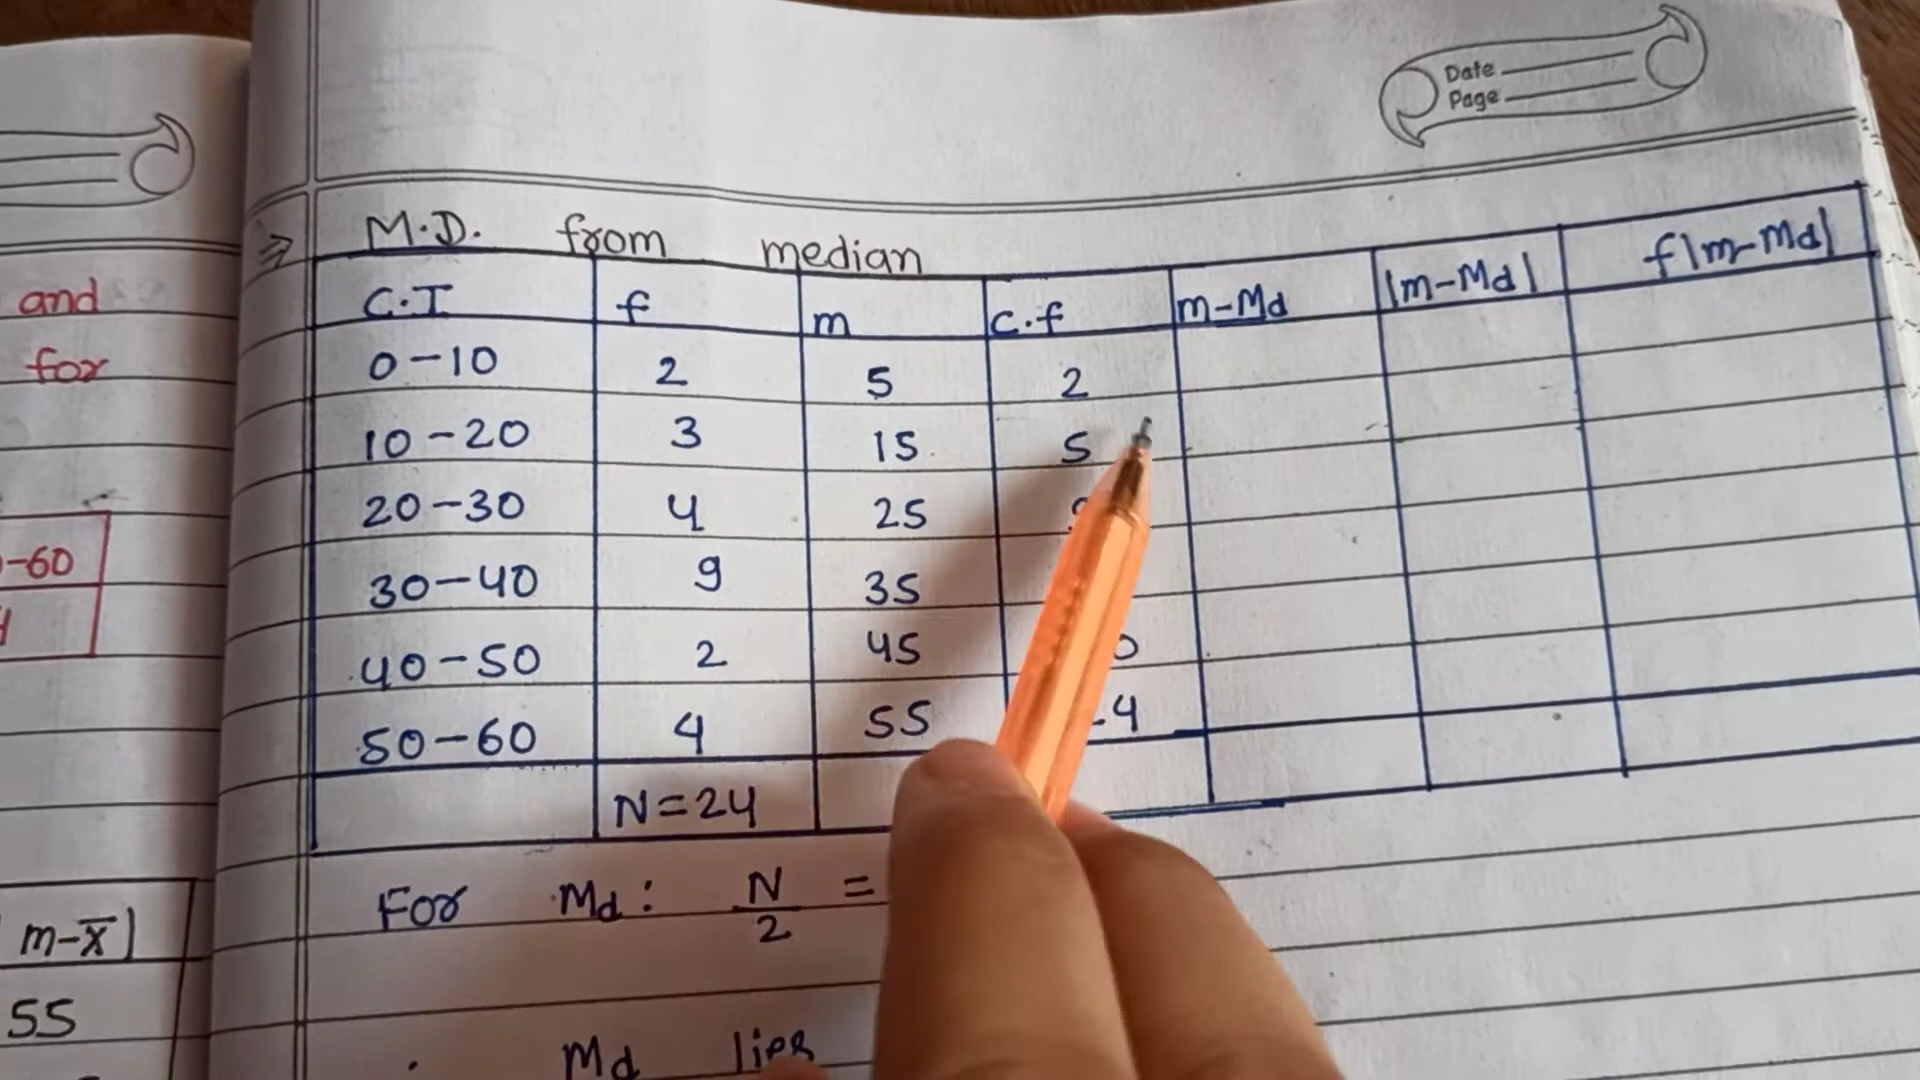 Date
Page
and
for
-60
m-x̄|
55
⇒ M.D. from median
C.I f m c.f m-Md |m-Md| f|m-Md|
0-10 2 5 2
10-20 3 15 5
20-30 4 25
30-40 9 35
40-50 2 45 0
50-60 4 55 4
N=24
For Md: N/2 =
Md lies